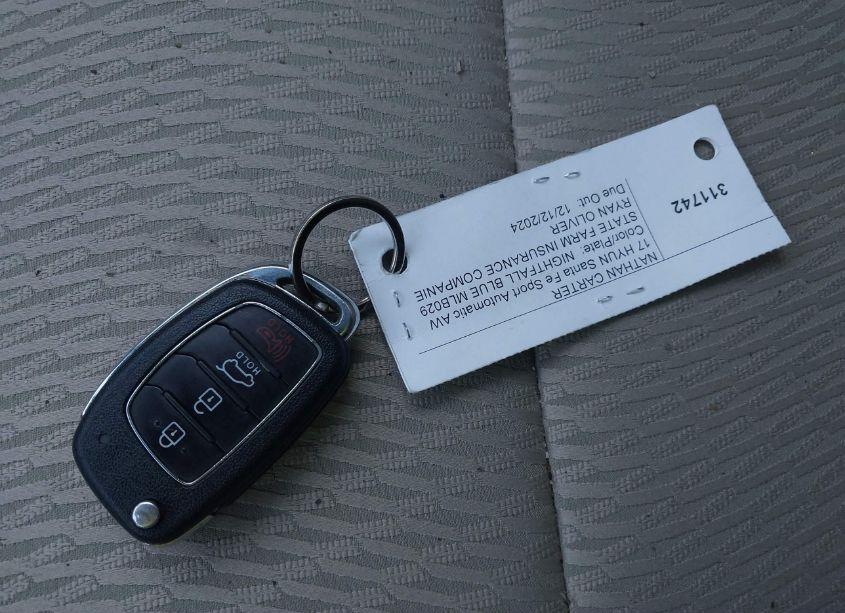 311742
NATHAN CARTER
17 HYUN Santa Fe Sport Automatic AW
Color/Plate: NIGHTFALL BLUE MLB029
STATE FARM INSURANCE COMPANIE
RYAN OLIVER
Due Out: 12/12/2024
HOLD